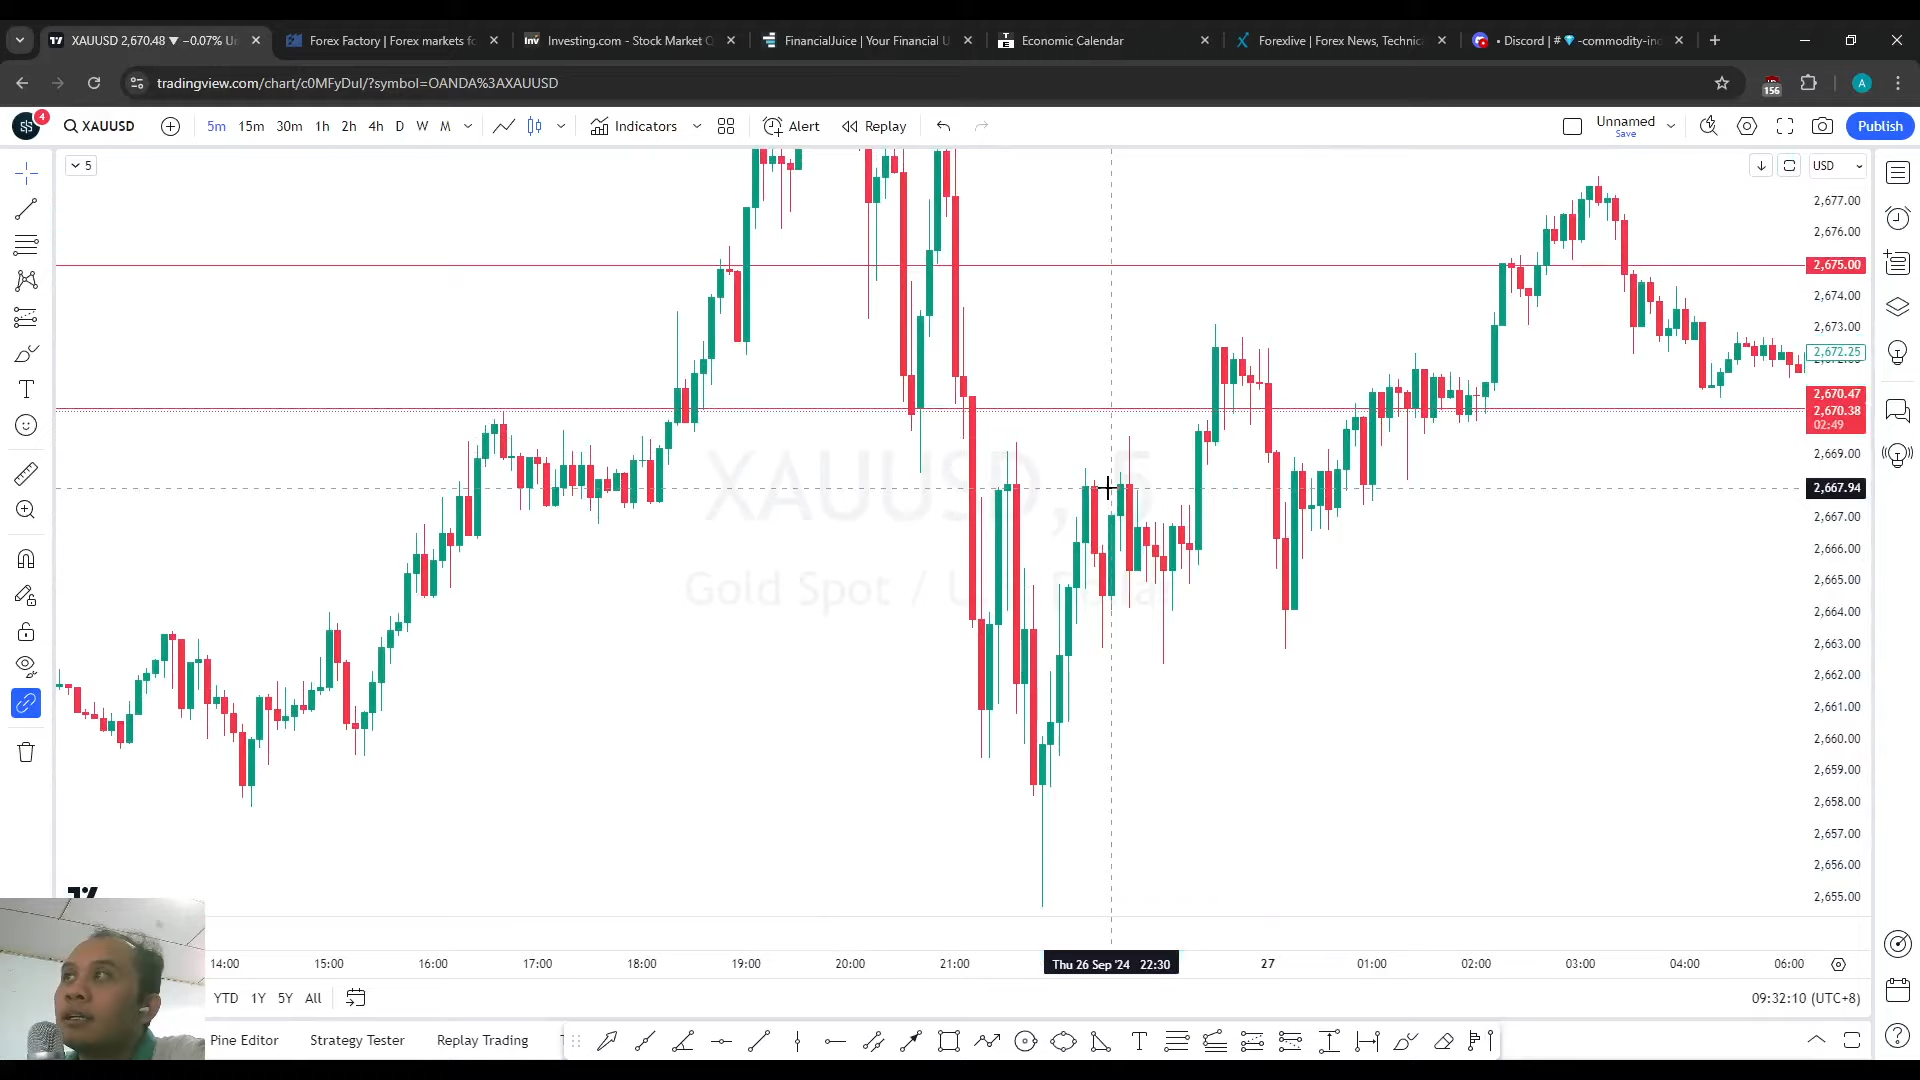 XAUUSD 2,670.48 ▼ −0.07% Un
Forex Factory | Forex markets fo
Investing.com - Stock Market Q
FinancialJuice | Your Financial U
Economic Calendar
Forexlive | Forex News, Technica
• Discord | # 💎-commodity-ind
tradingview.com/chart/c0MFyDul/?symbol=OANDA%3AXAUUSD
156
A
4
XAUUSD
5m 15m 30m 1h 2h 4h D W M
Indicators
Alert
Replay
Unnamed
Save
Publish
5
USD
2,677.00
2,676.00
2,675.00
2,674.00
2,673.00
2,672.25
2,670.47
2,670.38
02:49
2,669.00
2,667.94
2,667.00
2,666.00
2,665.00
2,664.00
2,663.00
2,662.00
2,661.00
2,660.00
2,659.00
2,658.00
2,657.00
2,656.00
2,655.00
XAUUSD, 5
Gold Spot / U.
14:00 15:00 16:00 17:00 18:00 19:00 20:00 21:00 Thu 26 Sep '24 22:30 27 01:00 02:00 03:00 04:00 06:00
YTD 1Y 5Y All
09:32:10 (UTC+8)
Pine Editor Strategy Tester Replay Trading